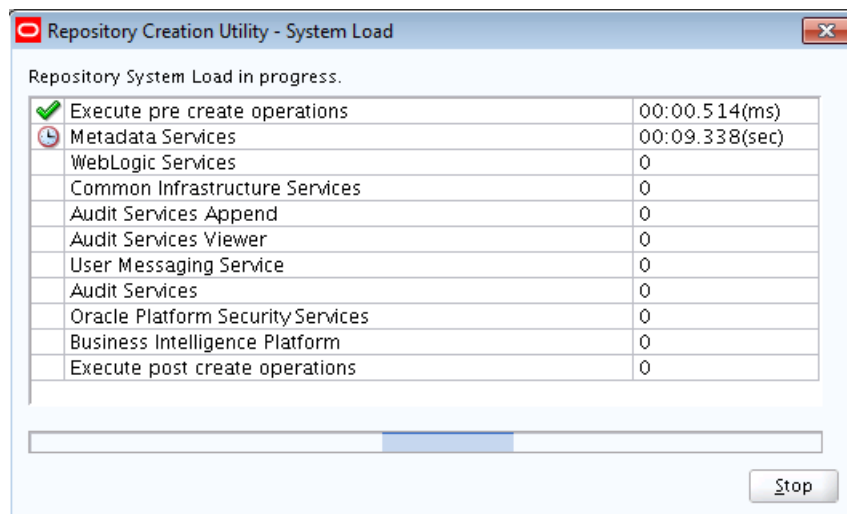 Repository Creation Utility - System Load
Repository System Load in progress.
Execute pre create operations 00:00.514(ms)
Metadata Services 00:09.338(sec)
WebLogic Services 0
Common Infrastructure Services 0
Audit Services Append 0
Audit Services Viewer 0
User Messaging Service 0
Audit Services 0
Oracle Platform Security Services 0
Business Intelligence Platform 0
Execute post create operations 0
Stop